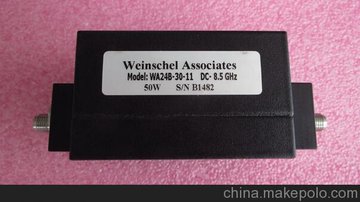 Weinschel Associates
Model: WA24B-30-11 DC- 8.5 GHz
50W S/N B1482
china.makepolo.com